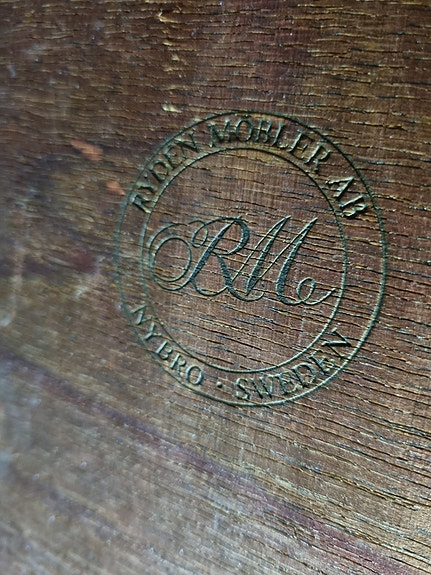 RYDEN MÖBLER AB
RM
NYBRO · SWEDEN